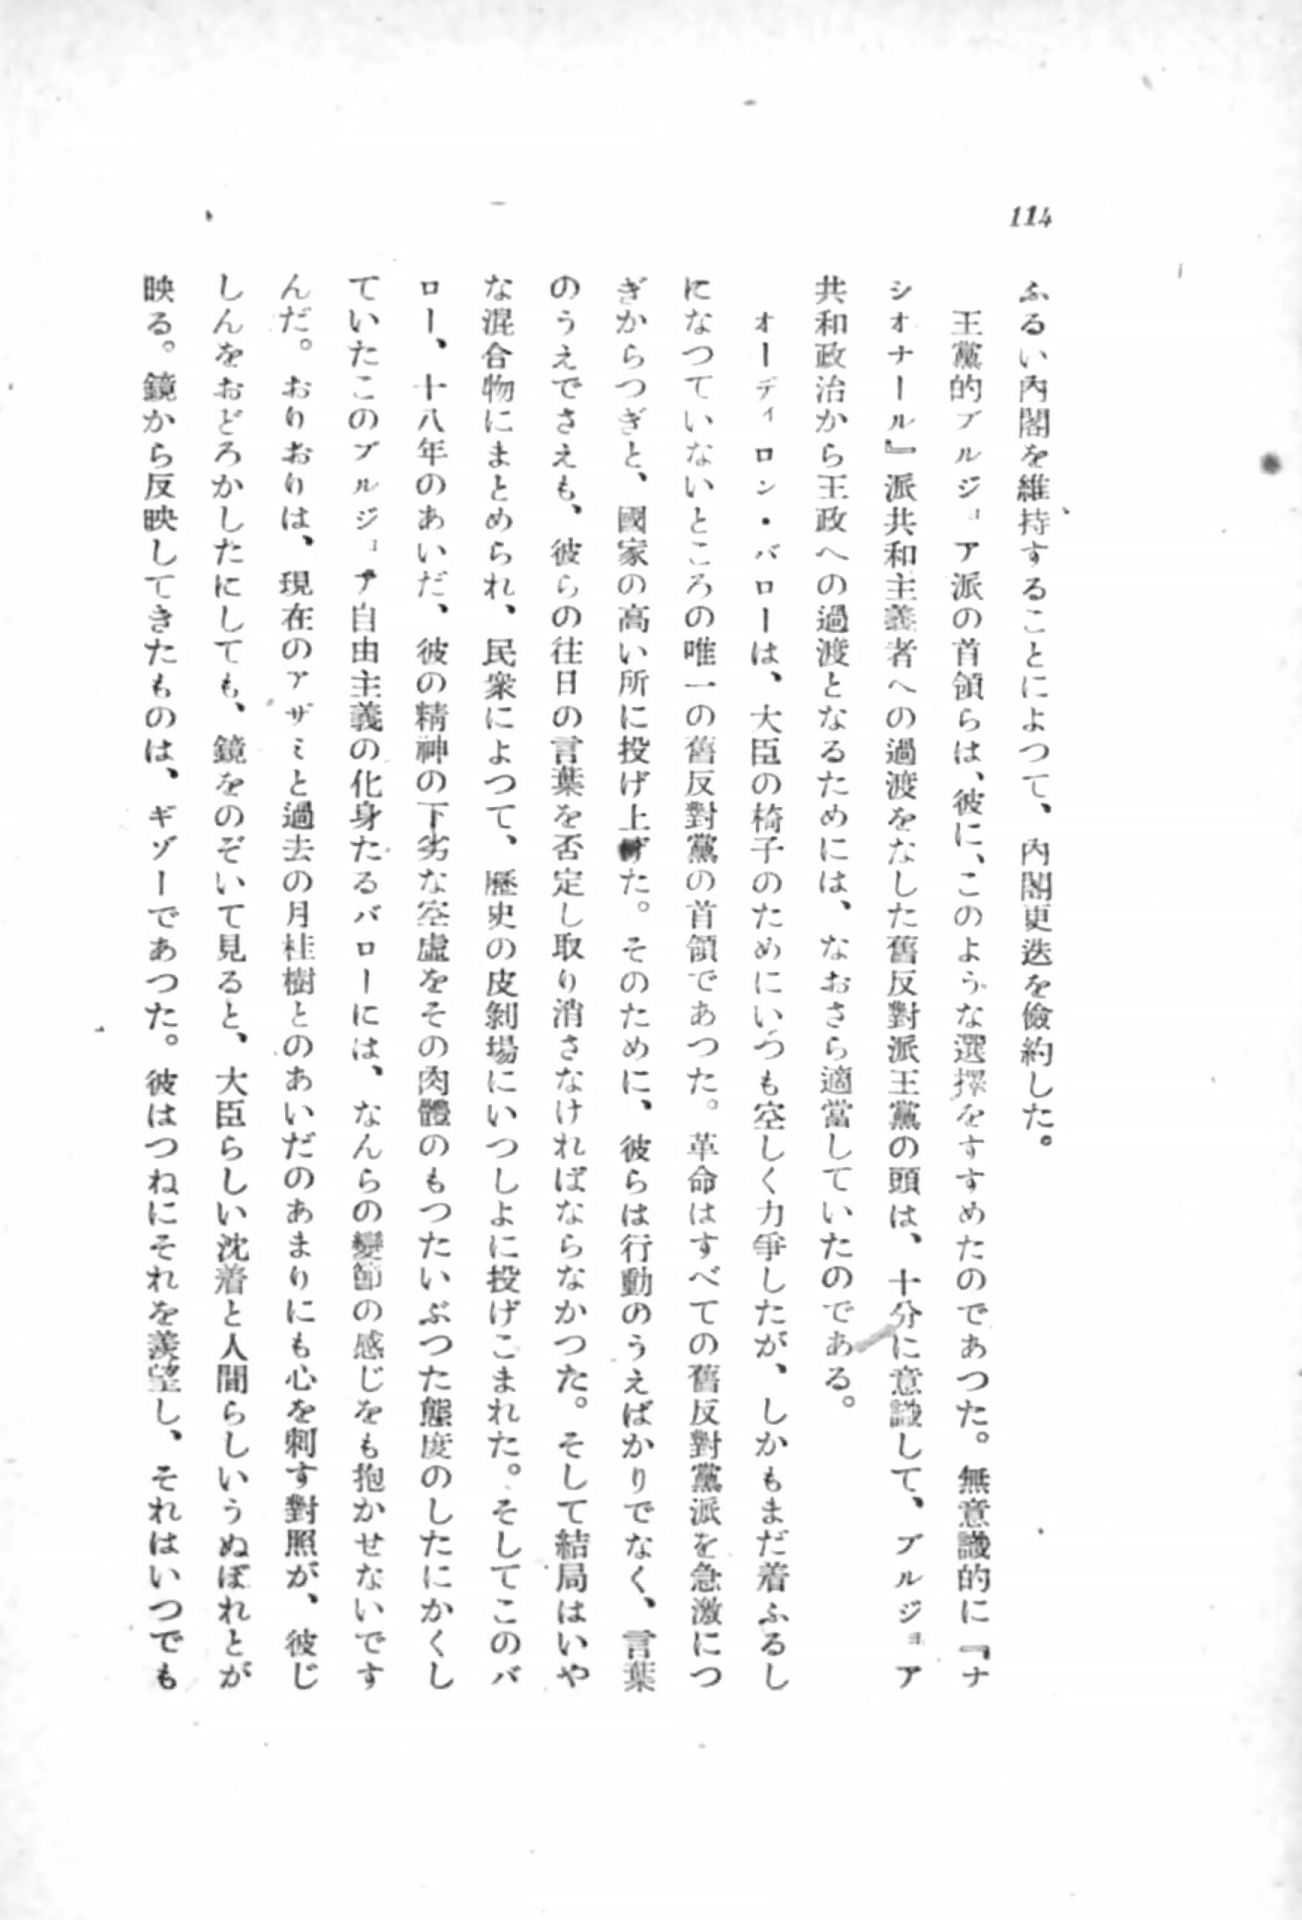 114
ふるい內閣を維持することによつて、內閣更迭を儉約した。
王黨的ブルジョア派の首領らは、彼に、このような選擇をすすめたのであつた。無意識的に『ナ
シオナール』派共和主義者への過渡をなした舊反對派王黨の頭は、十分に意識して、ブルジョア
共和政治から王政への過渡となるためには、なおさら適當していたのである。
オーディロン・バローは、大臣の椅子のためにいつも空しく力爭したが、しかもまだ着ふるし
になつていないところの唯一の舊反對黨の首領であつた。革命はすべての舊反對黨派を急激につ
ぎからつぎと、國家の高い所に投げ上げた。そのために、彼らは行動のうえばかりでなく、言葉
のうえでさえも、彼らの往日の言葉を否定し取り消さなければならなかつた。そして結局はいや
な混合物にまとめられ、民衆によつて、歷史の皮剝場にいつしよに投げこまれた。そしてこのバ
ロー、十八年のあいだ、彼の精神の下劣な空虛をその肉體のもつたいぶつた態度のしたにかくし
ていたこのブルジョア自由主義の化身たるバローには、なんらの變節の感じをも抱かせないです
んだ。おりおりは、現在のアザミと過去の月桂樹とのあいだのあまりにも心を刺す對照が、彼じ
しんをおどろかしたにしても、鏡をのぞいて見ると、大臣らしい沈着と人間らしいうぬぼれとが
映る。鏡から反映してきたものは、ギゾーであつた。彼はつねにそれを羨望し、それはいつでも